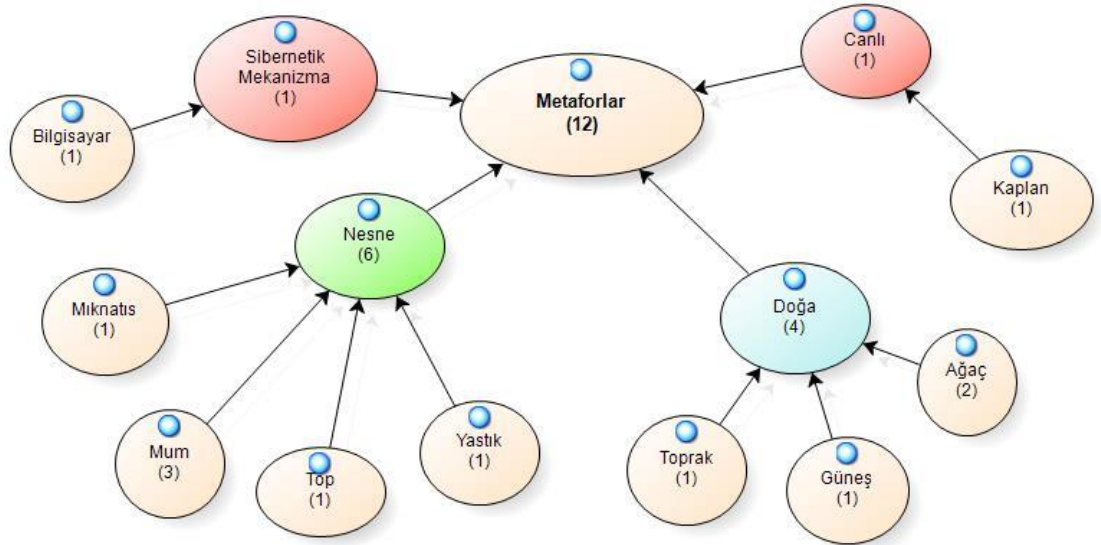 Sibernetik
Mekanizma
(1)
Canlı
(1)
Metaforlar
(12)
Bilgisayar
(1)
Kaplan
(1)
Nesne
(6)
Mıknatıs
(1)
Doğa
(4)
Ağaç
(2)
Mum
(3)
Top
(1)
Yastık
(1)
Toprak
(1)
Güneş
(1)